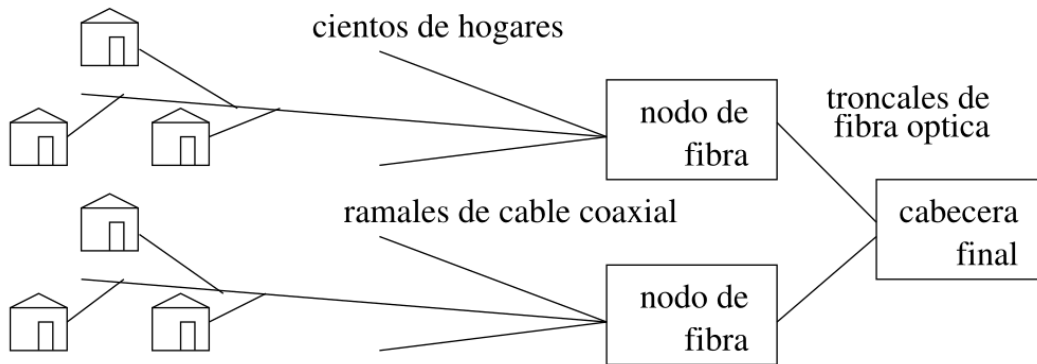 cientos de hogares
nodo de
fibra
troncales de
fibra optica
ramales de cable coaxial
cabecera
final
nodo de
fibra